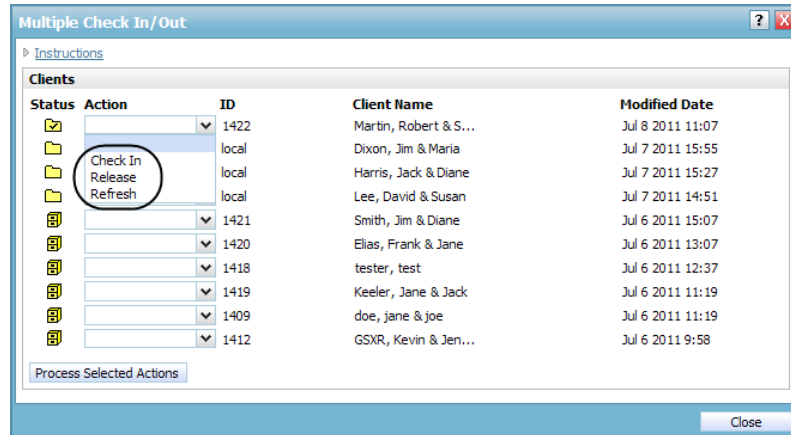 Multiple Check In/Out ? X
Instructions
Clients
Status Action ID Client Name Modified Date
1422 Martin, Robert & S... Jul 8 2011 11:07
local Dixon, Jim & Maria Jul 7 2011 15:55
Check In
Release
Refresh
local Harris, Jack & Diane Jul 7 2011 15:27
local Lee, David & Susan Jul 7 2011 14:51
1421 Smith, Jim & Diane Jul 6 2011 15:07
1420 Elias, Frank & Jane Jul 6 2011 13:07
1418 tester, test Jul 6 2011 12:37
1419 Keeler, Jane & Jack Jul 6 2011 11:19
1409 doe, jane & joe Jul 6 2011 11:19
1412 GSXR, Kevin & Jen... Jul 6 2011 9:58
Process Selected Actions
Close